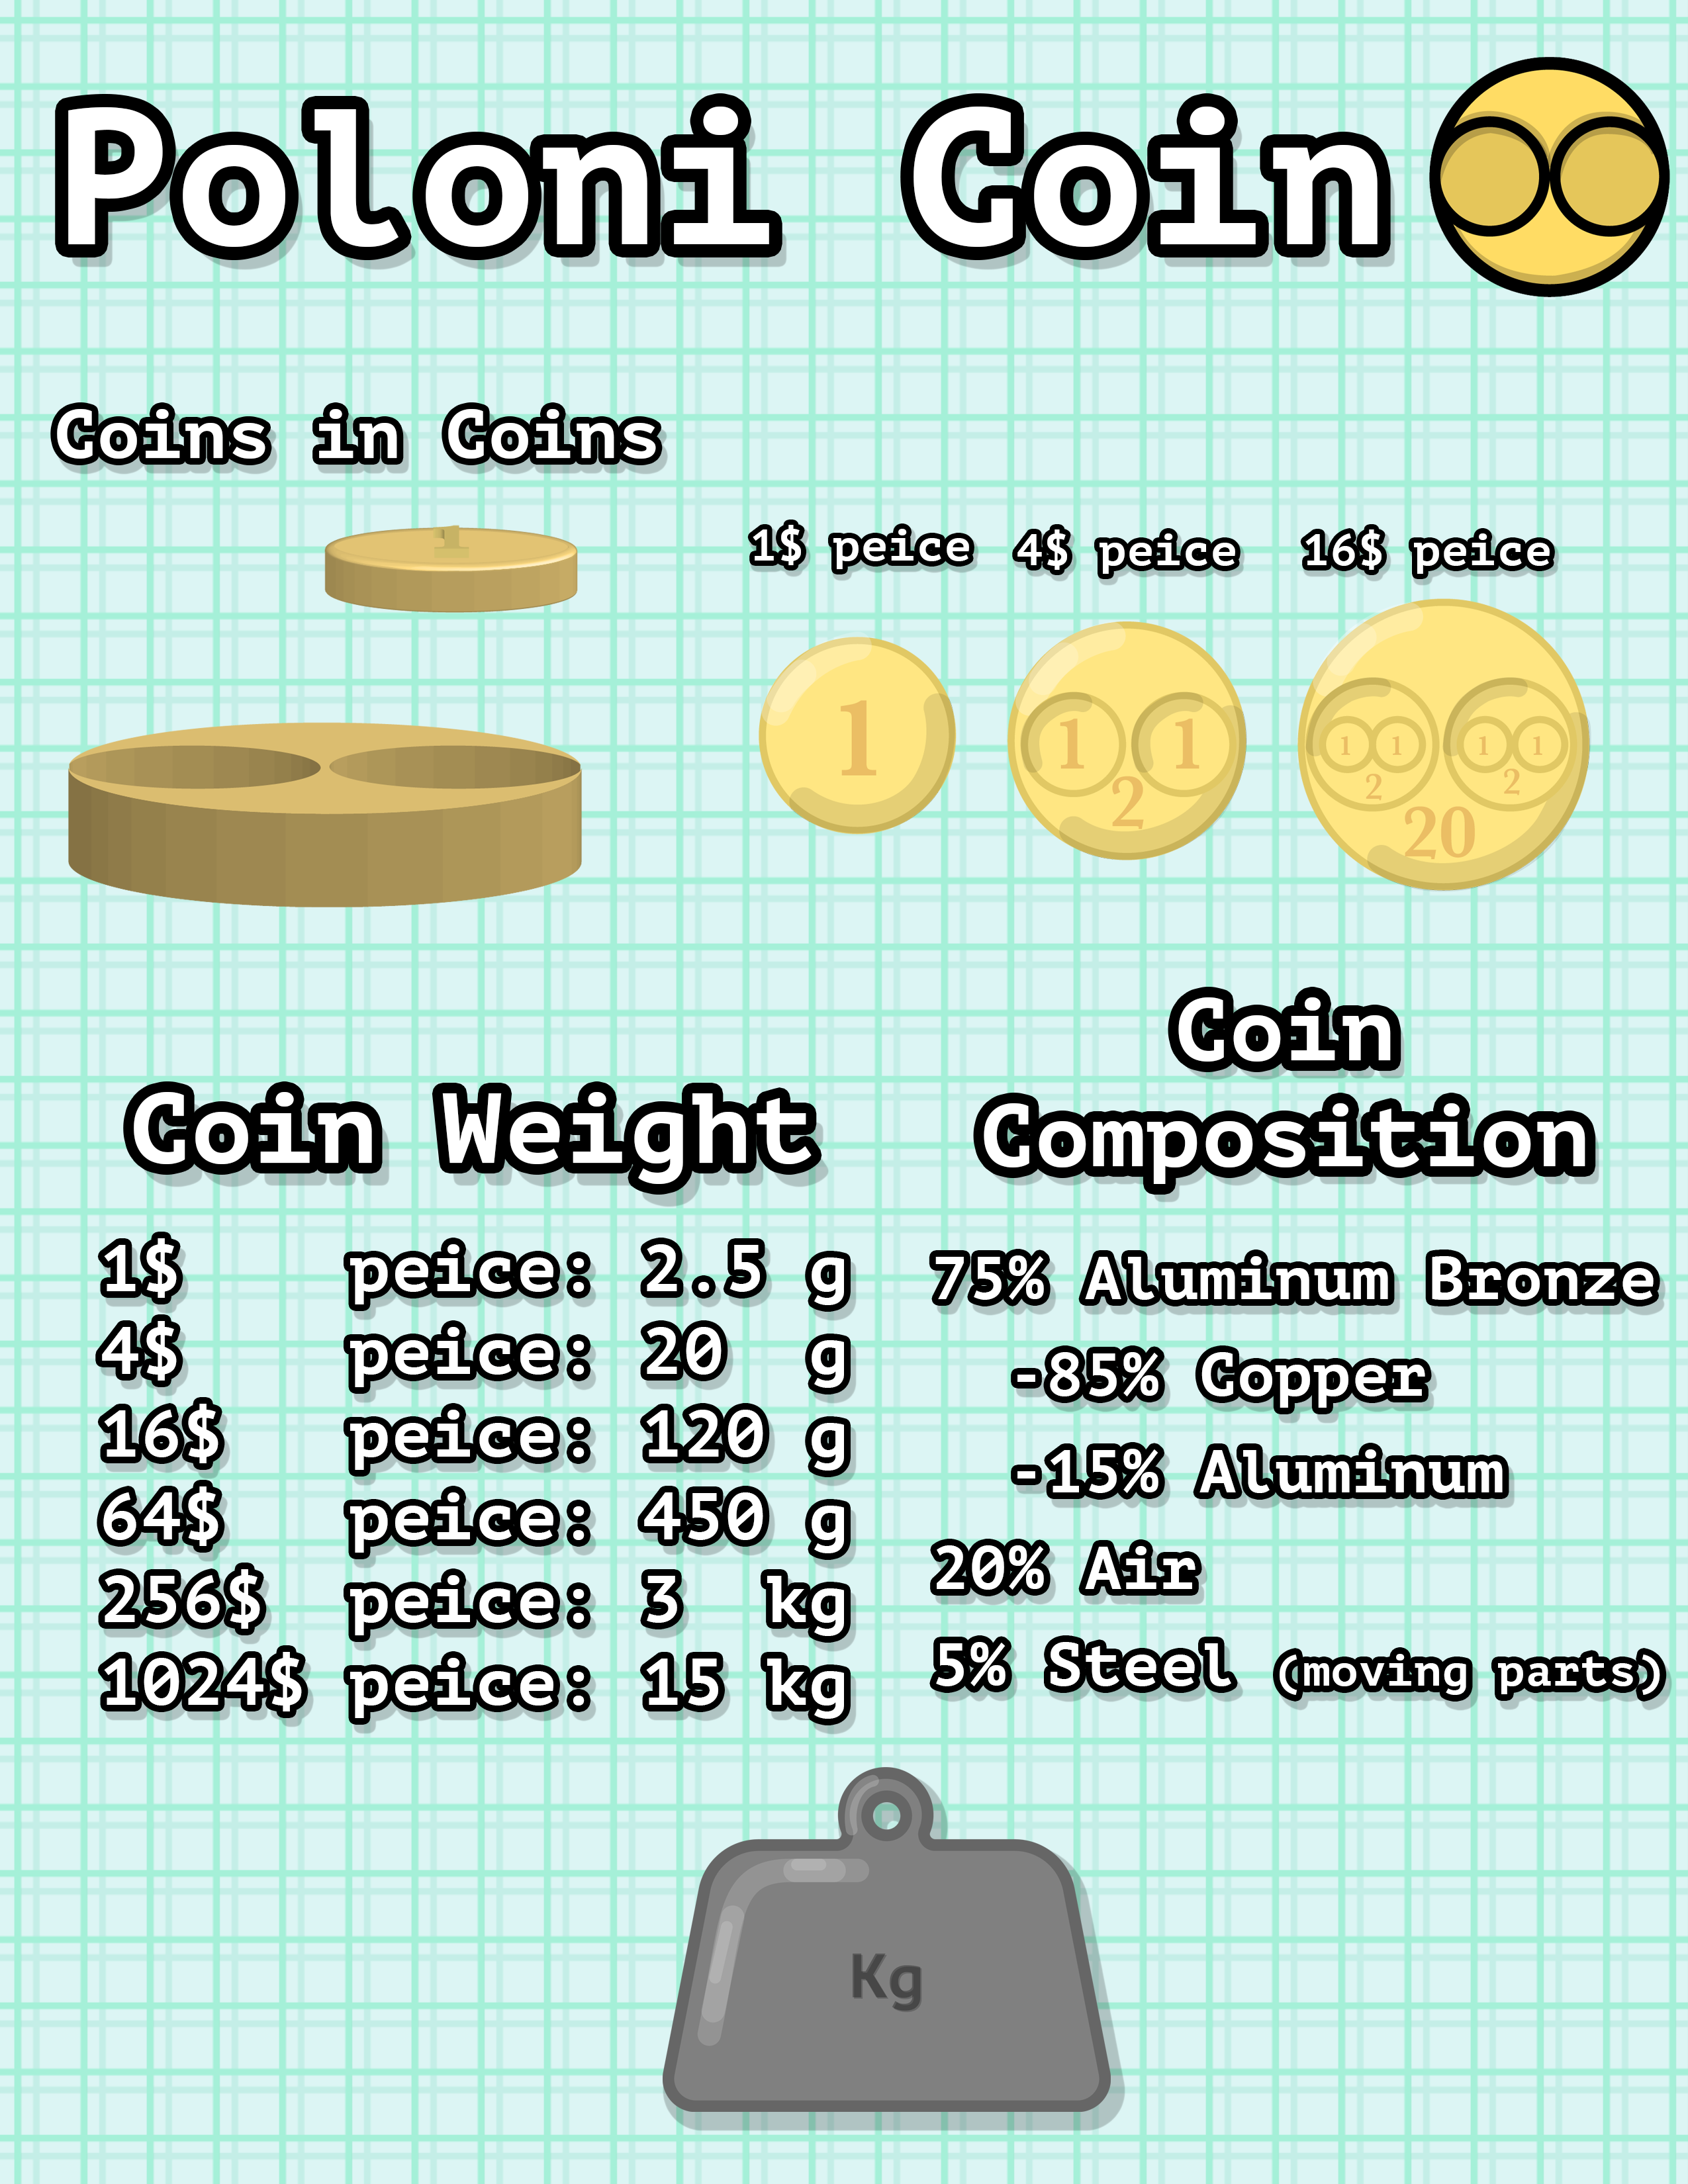 Poloni Coin
Coins in Coins
1
1$ peice 4$ peice 16$ peice
1
1 1
2
1 1 1 1
2 2
20
Coin Weight
1$ peice: 2.5 g
4$ peice: 20 g
16$ peice: 120 g
64$ peice: 450 g
256$ peice: 3 kg
1024$ peice: 15 kg
Coin
Composition
75% Aluminum Bronze
-85% Copper
-15% Aluminum
20% Air
5% Steel (moving parts)
Kg